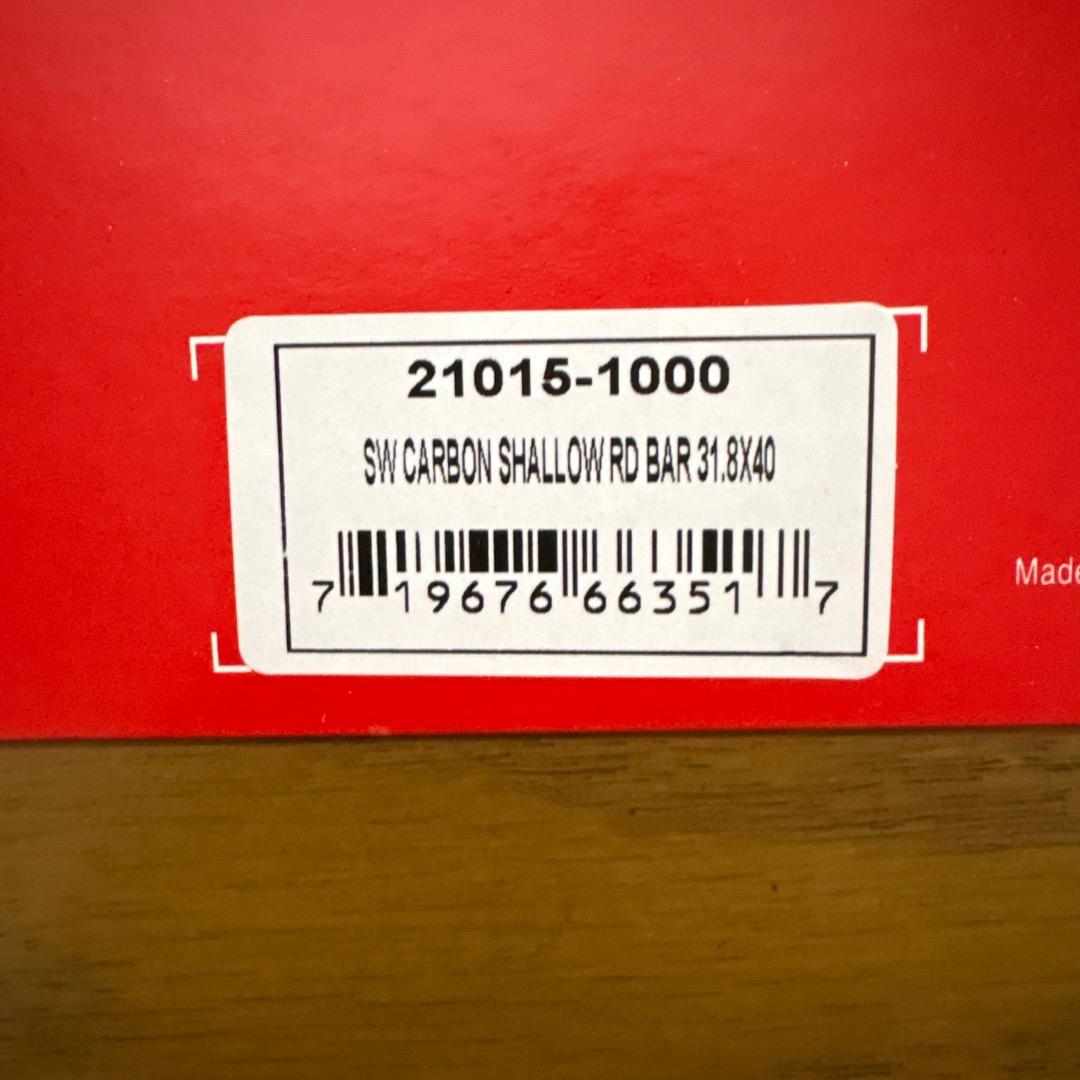 21015-1000
SW CARBON SHALLOW RD BAR 31.8X40
7 19676 66351 7
Made